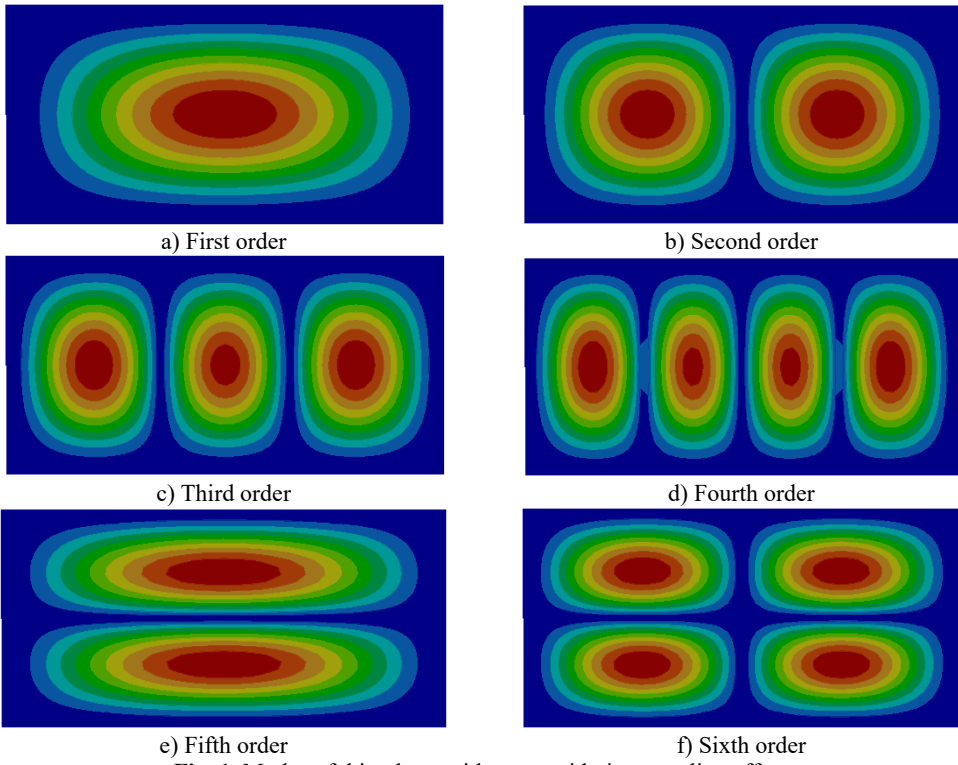 a) First order
b) Second order
c) Third order
d) Fourth order
e) Fifth order
f) Sixth order